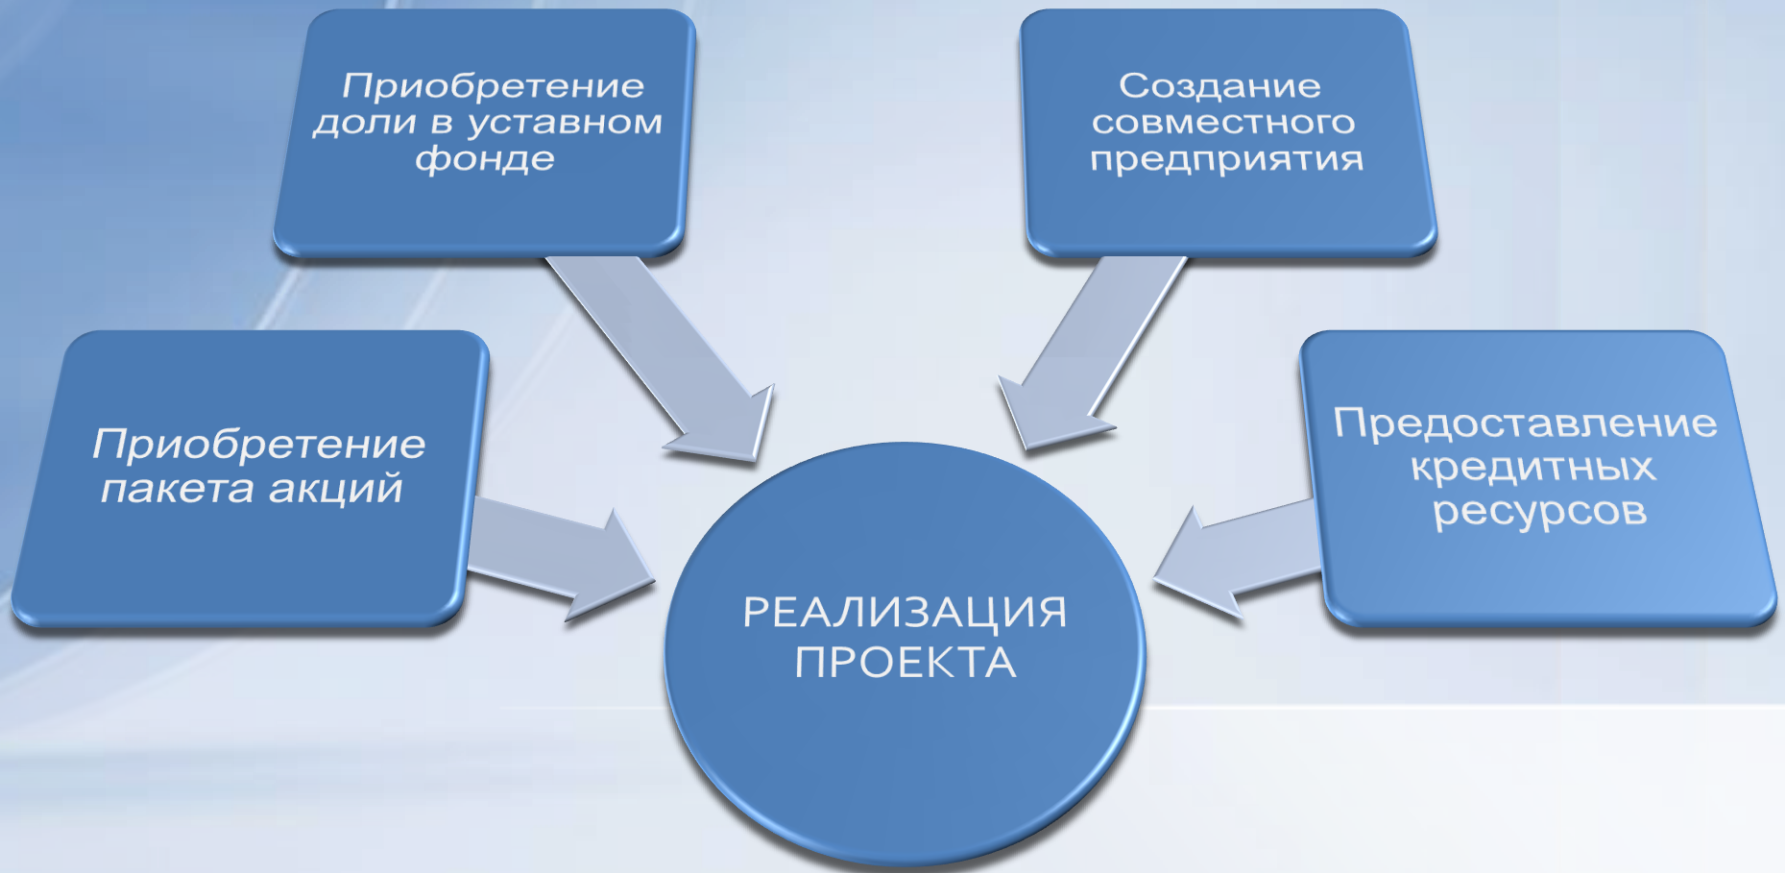 Приобретение
доли в уставном
фонде
Создание
совместного
предприятия
Приобретение
пакета акций
Предоставление
кредитных
ресурсов
РЕАЛИЗАЦИЯ
ПРОЕКТА